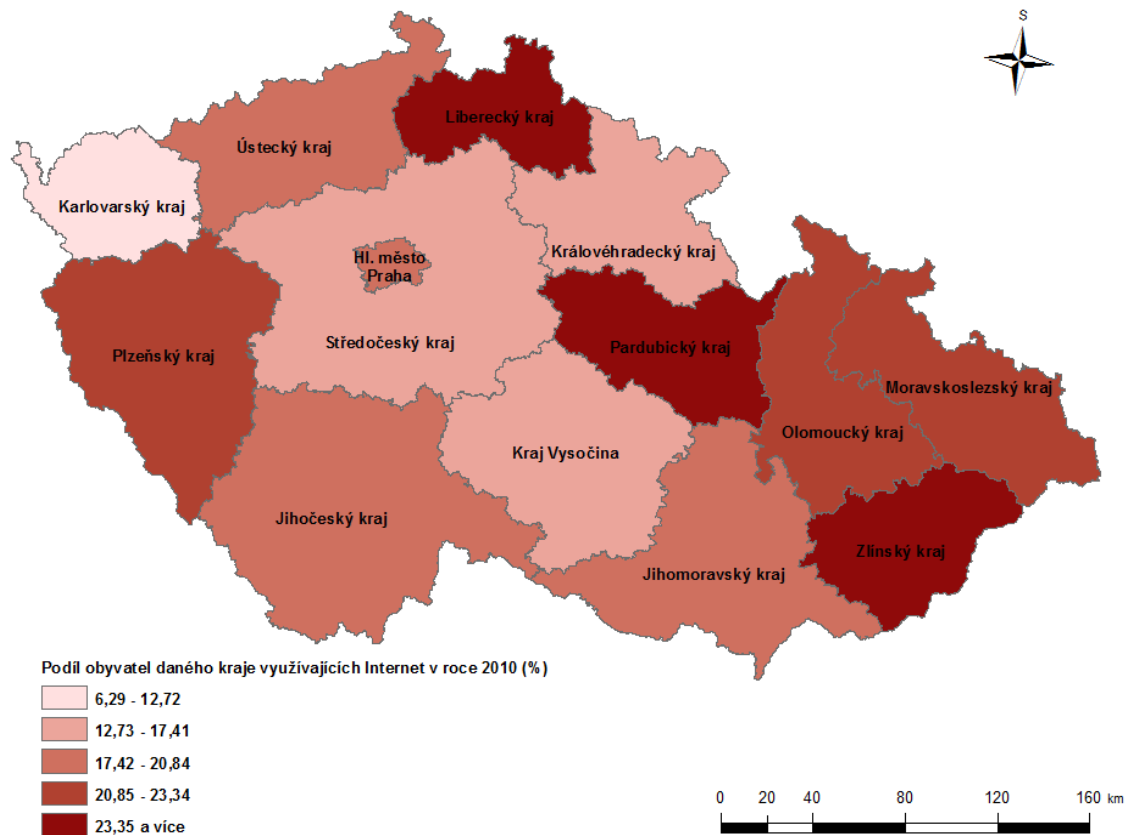 S
Liberecký kraj
Ústecký kraj
Karlovarský kraj
Královéhradecký kraj
Hl. město
Praha
Středočeský kraj
Pardubický kraj
Plzeňský kraj
Moravskoslezský kraj
Olomoucký kraj
Kraj Vysočina
Jihočeský kraj
Zlínský kraj
Jihomoravský kraj
Podíl obyvatel daného kraje využívajících Internet v roce 2010 (%)
6,29 - 12,72
12,73 - 17,41
17,42 - 20,84
20,85 - 23,34
23,35 a více
0 20 40 80 120 160 km